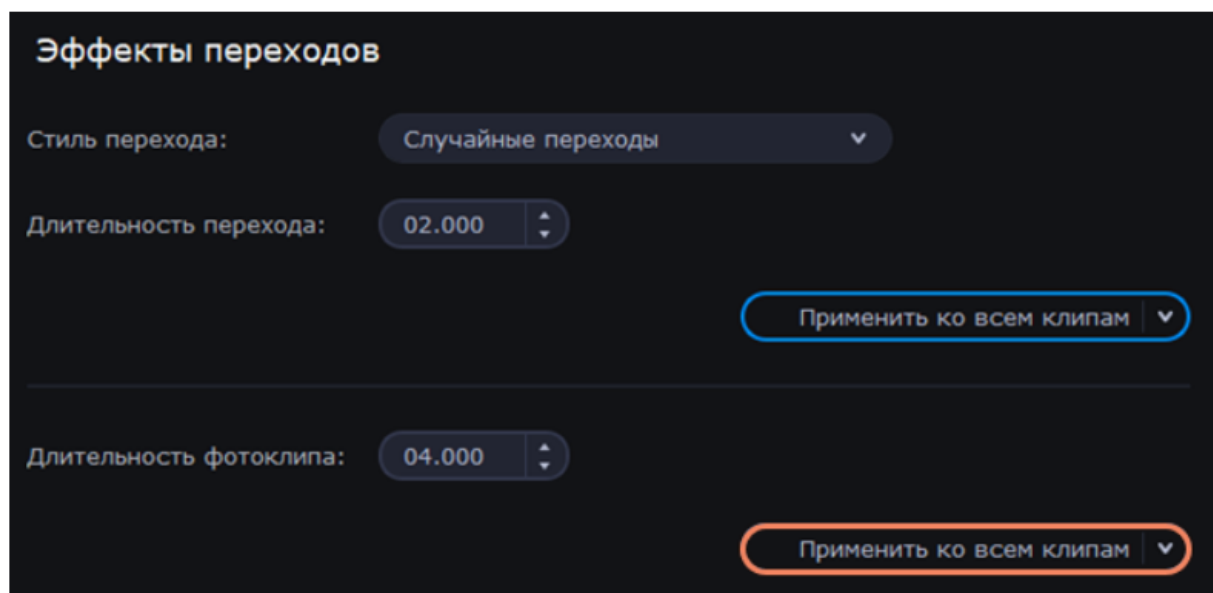 Эффекты переходов
Стиль перехода: Случайные переходы
Длительность перехода: 02.000
Применить ко всем клипам
Длительность фотоклипа: 04.000
Применить ко всем клипам